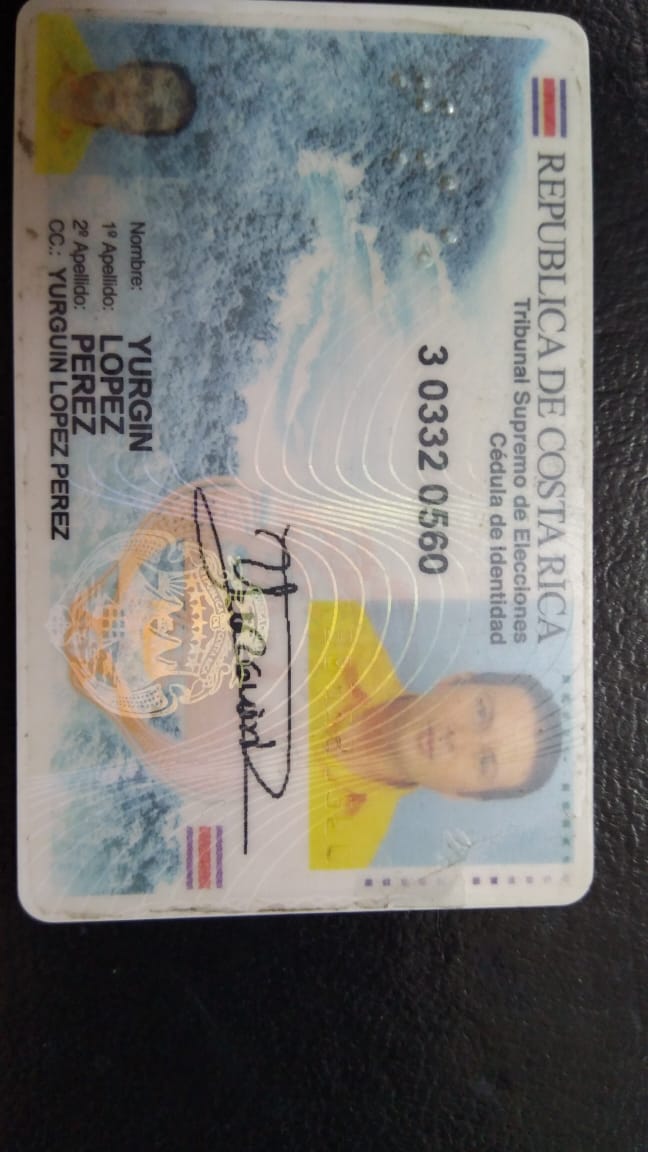 REPUBLICA DE COSTA RICA
Tribunal Supremo de Elecciones
Cédula de Identidad
3 0332 0560
Nombre: YURGIN
1º Apellido: LOPEZ
2º Apellido: PEREZ
CC.: YURGUIN LOPEZ PEREZ